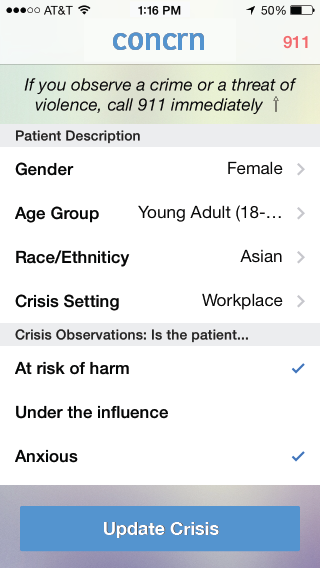 AT&T 1:16 PM 50%
concrn 911
If you observe a crime or a threat of
violence, call 911 immediately ↑
Patient Description
Gender Female
Age Group Young Adult (18-...
Race/Ethniticy Asian
Crisis Setting Workplace
Crisis Observations: Is the patient...
At risk of harm
Under the influence
Anxious
Update Crisis